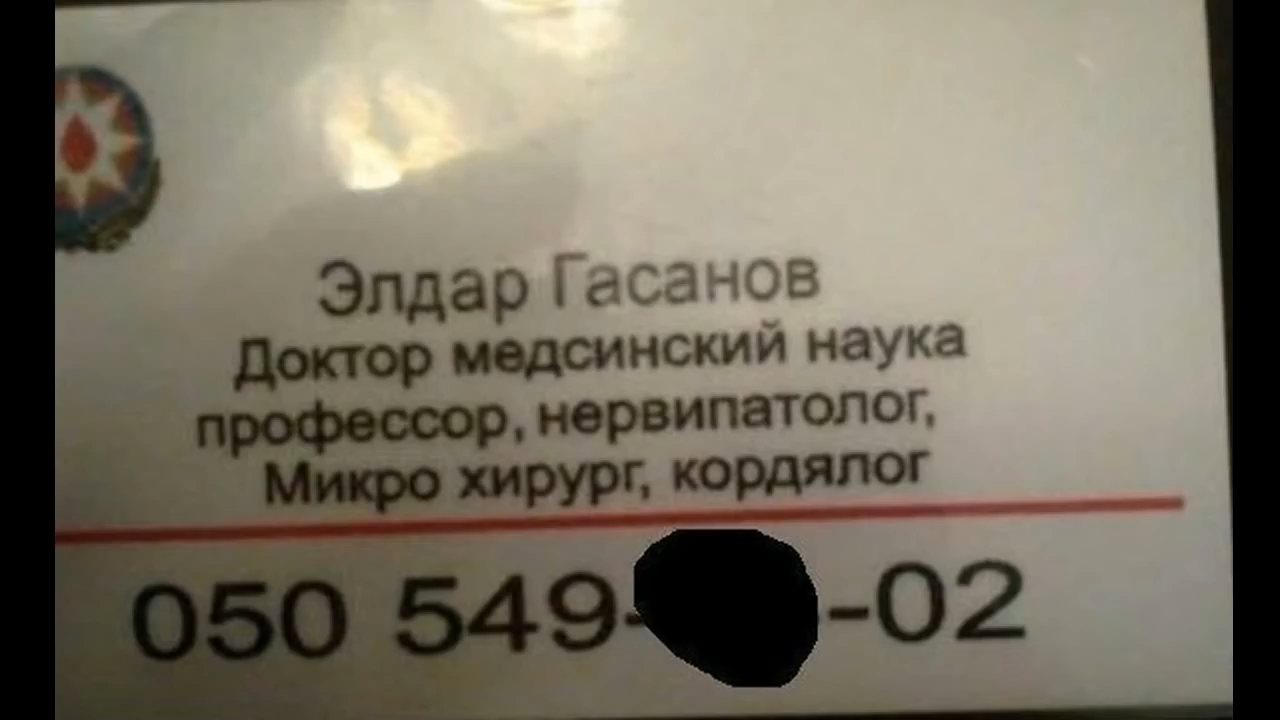 Элдар Гасанов
Доктор медсинский наука
профессор, нервипатолог,
Микро хирург, кордялог
050 549- -02